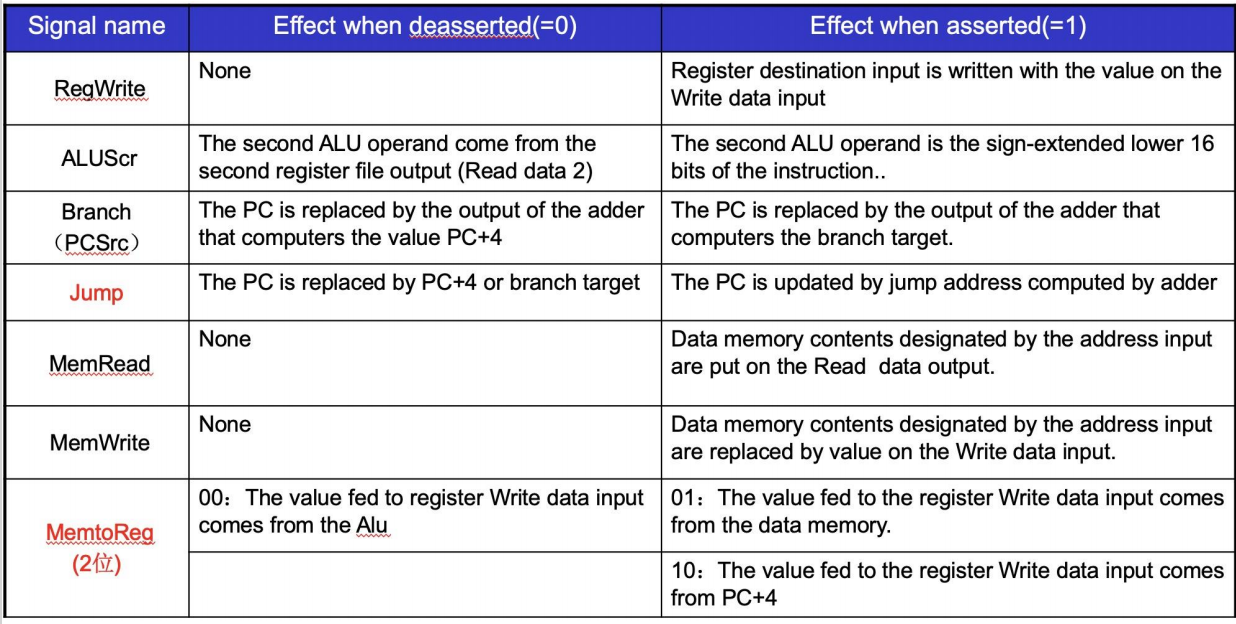 Signal name
Effect when deasserted(=0)
Effect when asserted(=1)
RegWrite
None
Register destination input is written with the value on the
Write data input
ALUScr
The second ALU operand come from the
second register file output (Read data 2)
The second ALU operand is the sign-extended lower 16
bits of the instruction..
Branch
（PCSrc）
The PC is replaced by the output of the adder
that computers the value PC+4
The PC is replaced by the output of the adder that
computers the branch target.
Jump
The PC is replaced by PC+4 or branch target
The PC is updated by jump address computed by adder
MemRead
None
Data memory contents designated by the address input
are put on the Read  data output.
MemWrite
None
Data memory contents designated by the address input
are replaced by value on the Write data input.
MemtoReg
(2位)
00：The value fed to register Write data input
comes from the Alu
01：The value fed to the register Write data input comes
from the data memory.
10：The value fed to the register Write data input comes
from PC+4